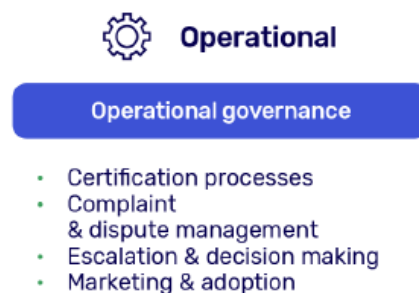 Operational
Operational governance
• Certification processes
• Complaint
& dispute management
• Escalation & decision making
• Marketing & adoption